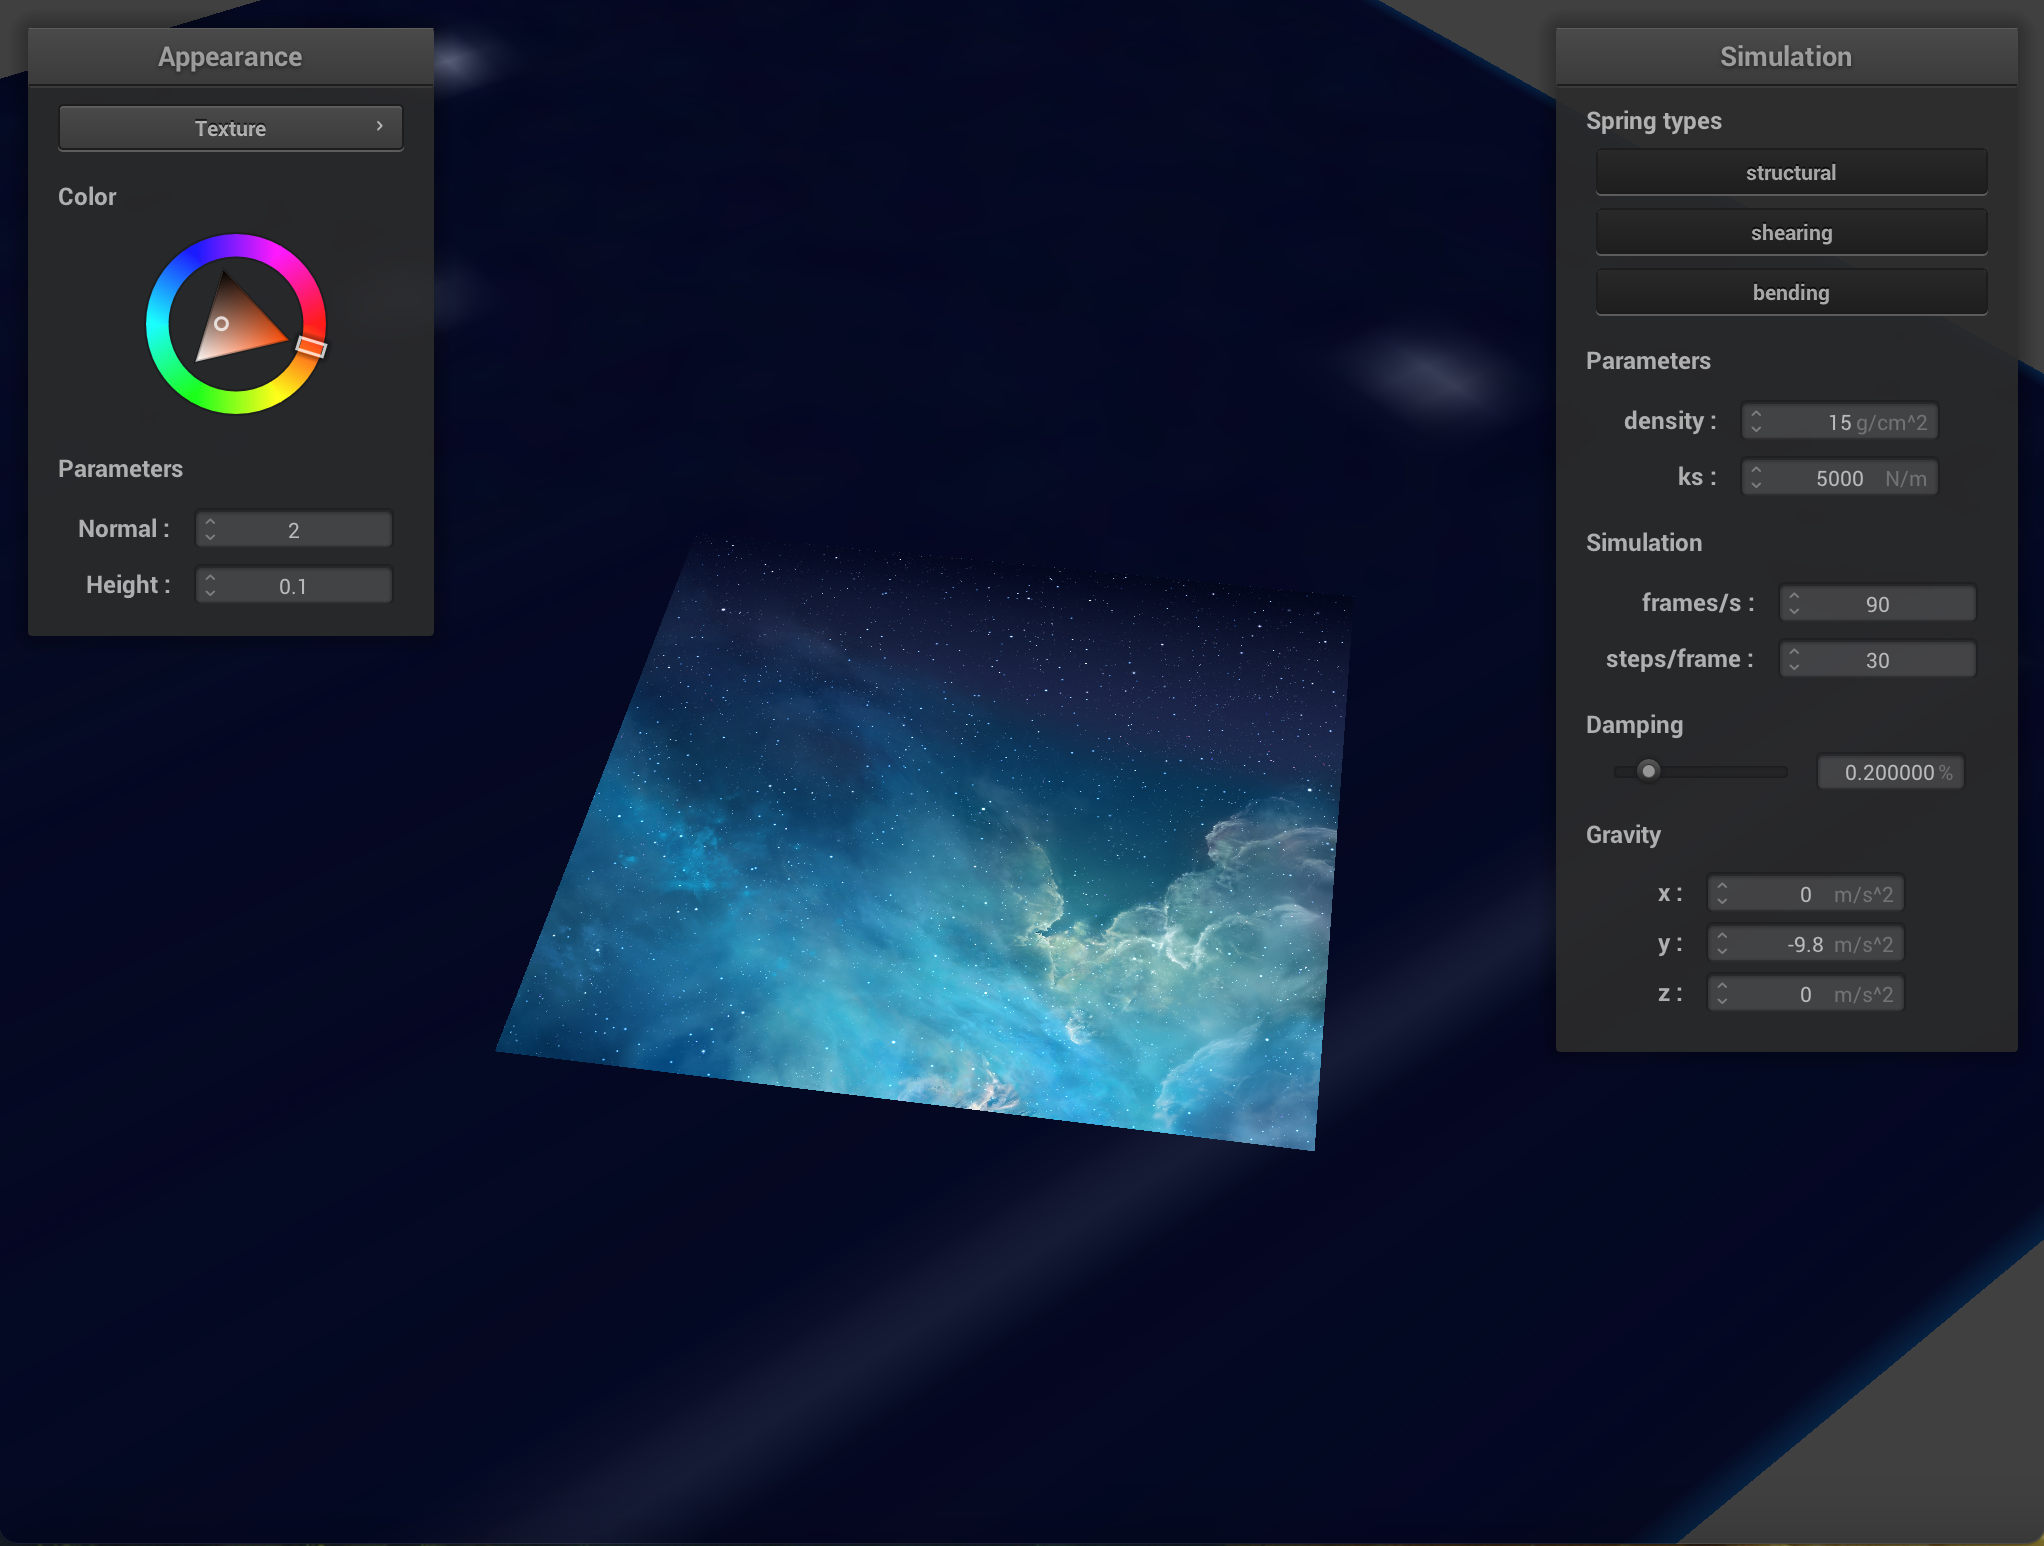 Appearance
Texture
Color
Parameters
Normal : 2
Height : 0.1
Simulation
Spring types
structural
shearing
bending
Parameters
density : 15 g/cm^2
ks : 5000 N/m
Simulation
frames/s : 90
steps/frame : 30
Damping
0.200000 %
Gravity
x : 0 m/s^2
y : -9.8 m/s^2
z : 0 m/s^2